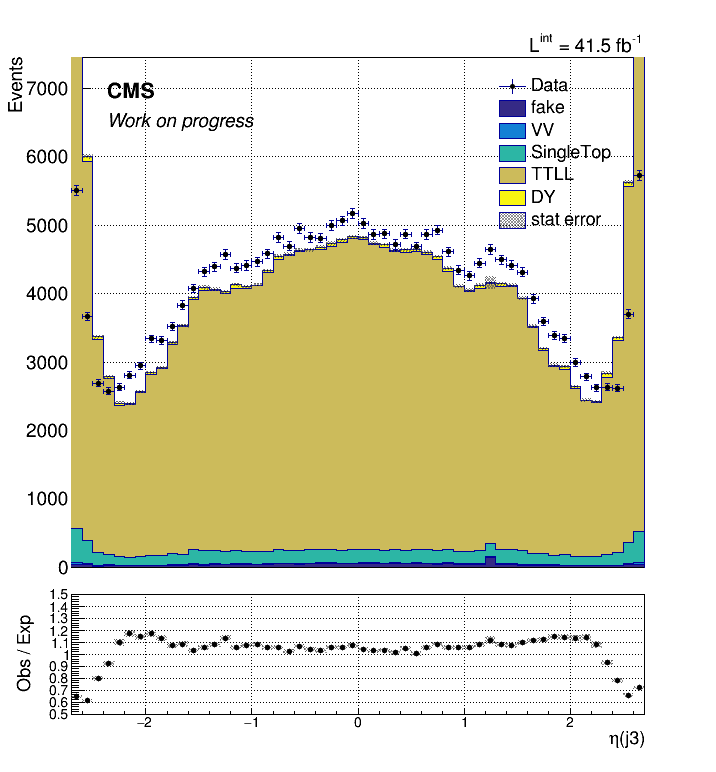 L^int = 41.5 fb^-1
Events
7000
6000
5000
4000
3000
2000
1000
0
CMS
Work on progress
Data
fake
VV
SingleTop
TTLL
DY
stat error
Obs / Exp
1.5
1.4
1.3
1.2
1.1
1
0.9
0.8
0.7
0.6
0.5
−2
−1
0
1
2
η(j3)